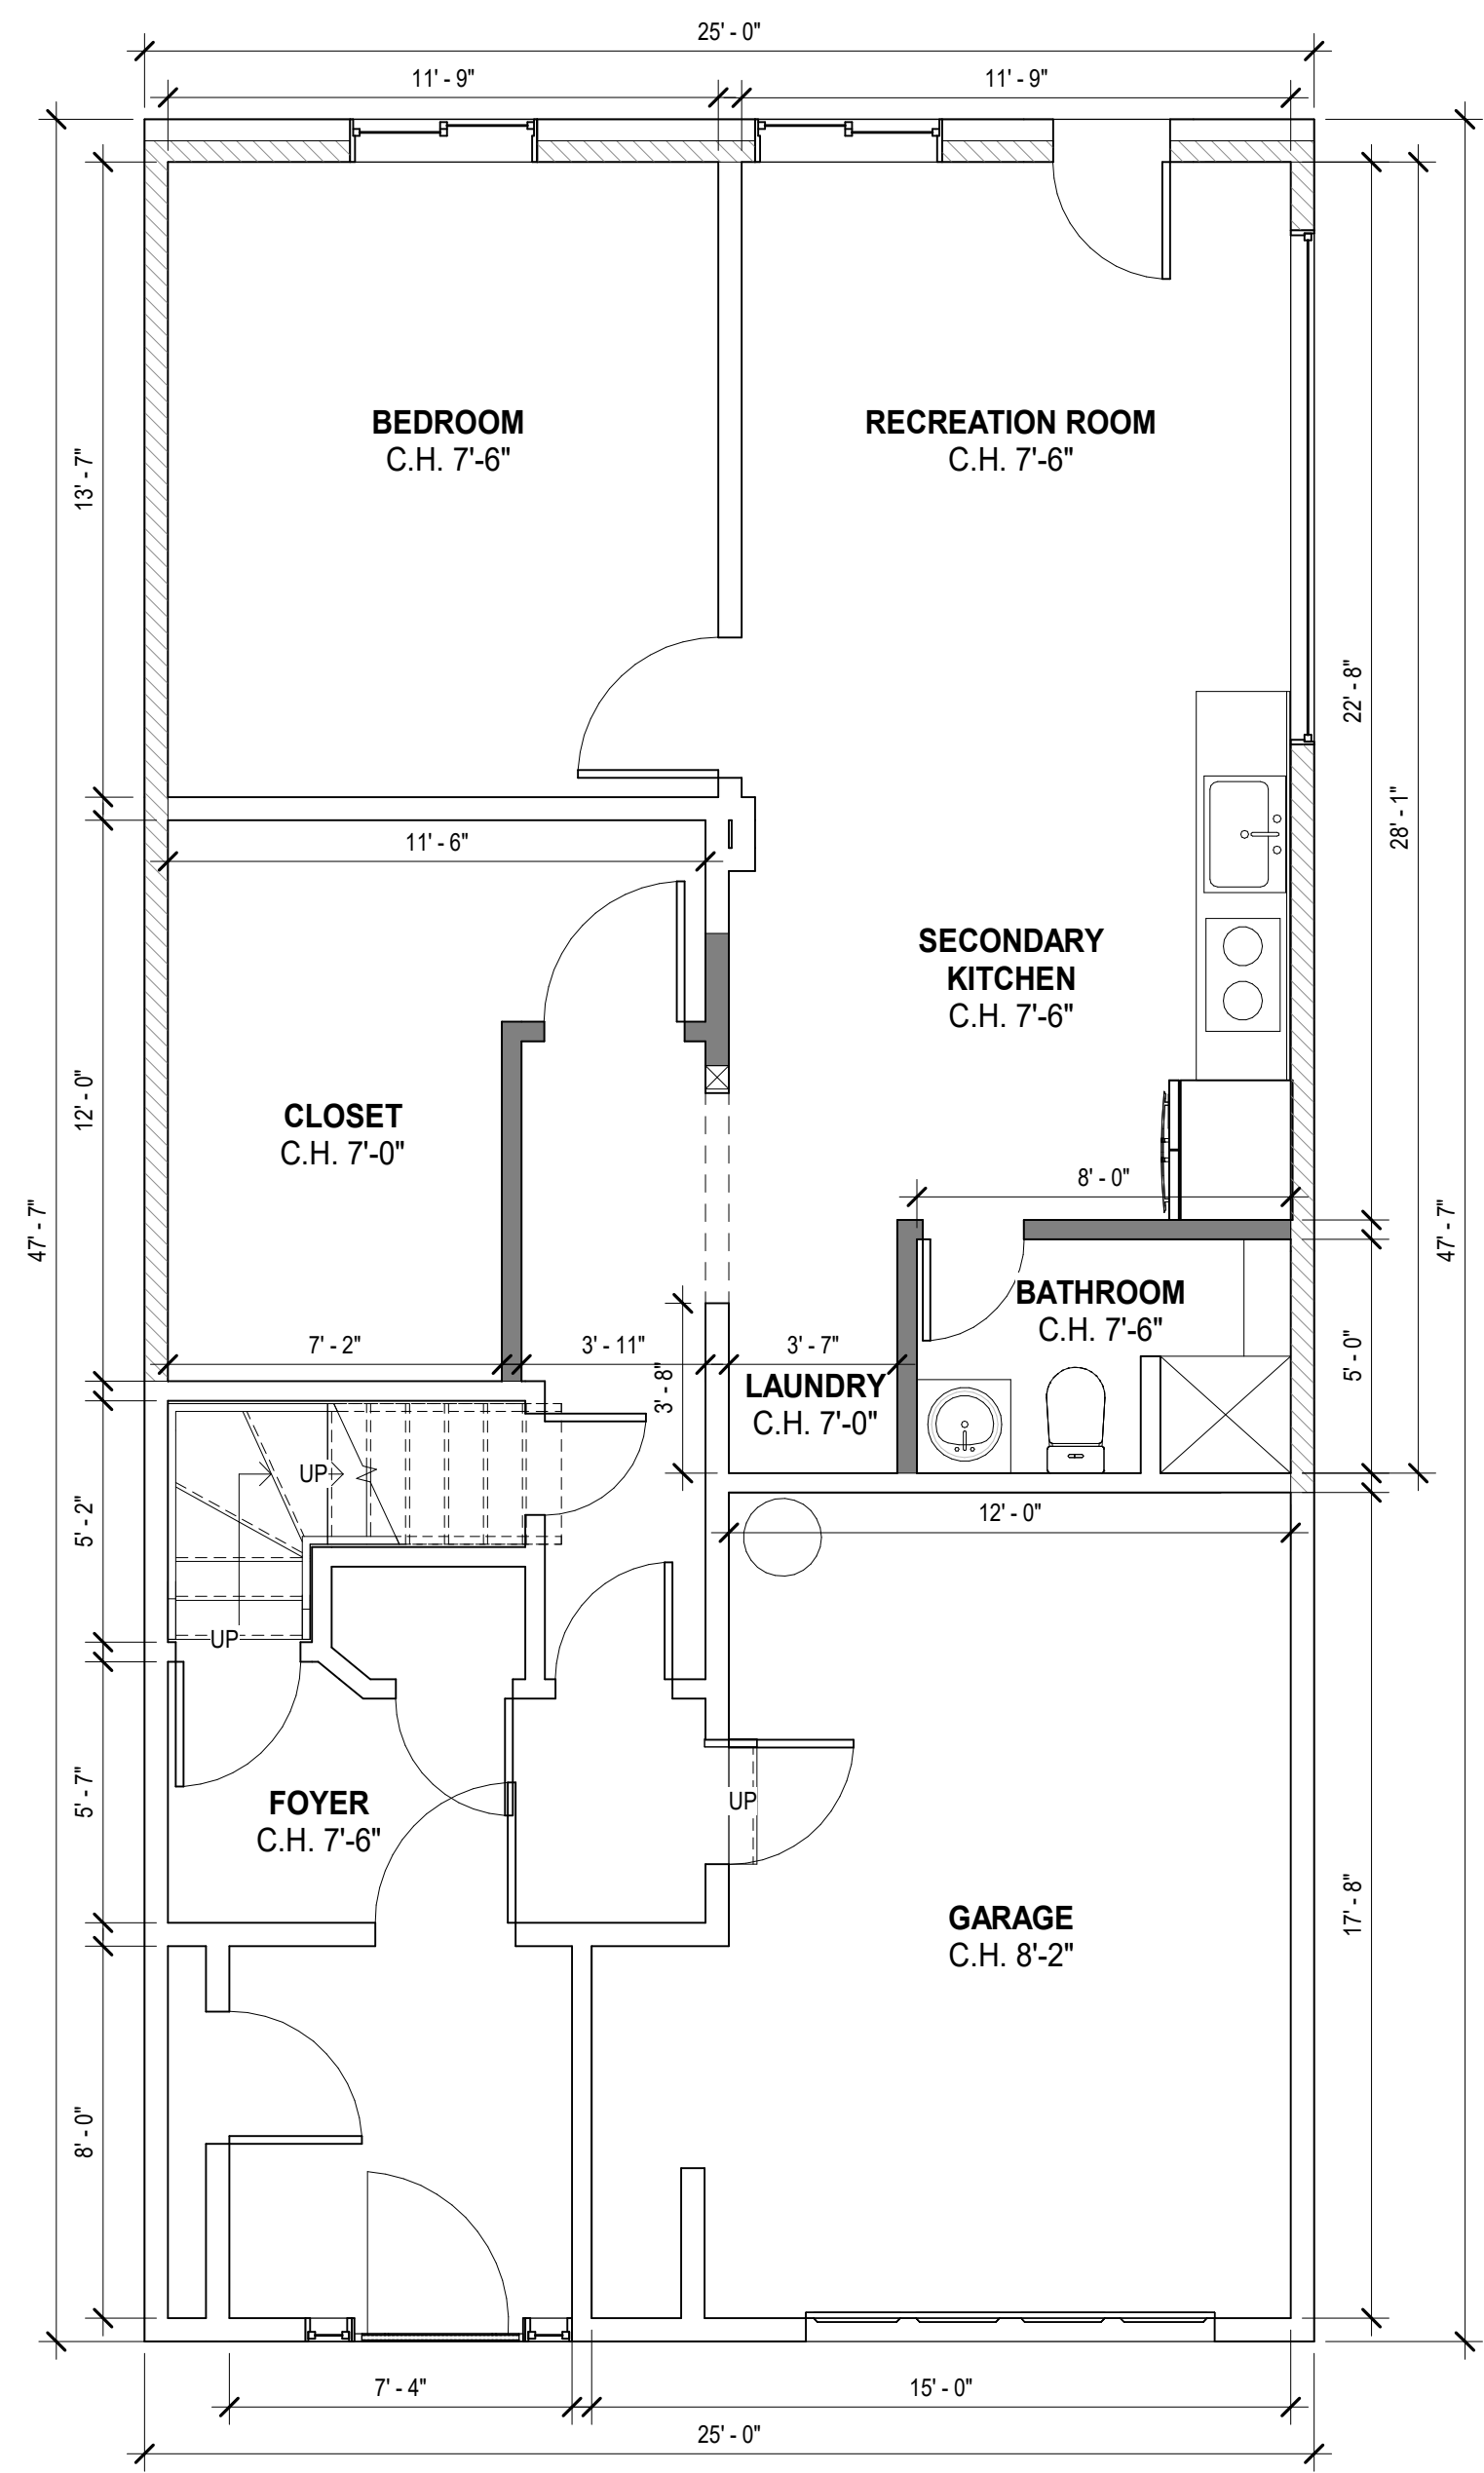 25' - 0"
11' - 9"
11' - 9"
BEDROOM
C.H. 7'-6"
RECREATION ROOM
C.H. 7'-6"
13' - 7"
22' - 8"
28' - 1"
11' - 6"
SECONDARY
KITCHEN
C.H. 7'-6"
CLOSET
C.H. 7'-0"
12' - 0"
8' - 0"
47' - 7"
47' - 7"
BATHROOM
C.H. 7'-6"
7' - 2"
3' - 11"
3' - 7"
3' - 8"
5' - 0"
LAUNDRY
C.H. 7'-0"
UP
12' - 0"
5' - 2"
UP
FOYER
C.H. 7'-6"
UP
5' - 7"
GARAGE
C.H. 8'-2"
17' - 8"
8' - 0"
7' - 4"
15' - 0"
25' - 0"